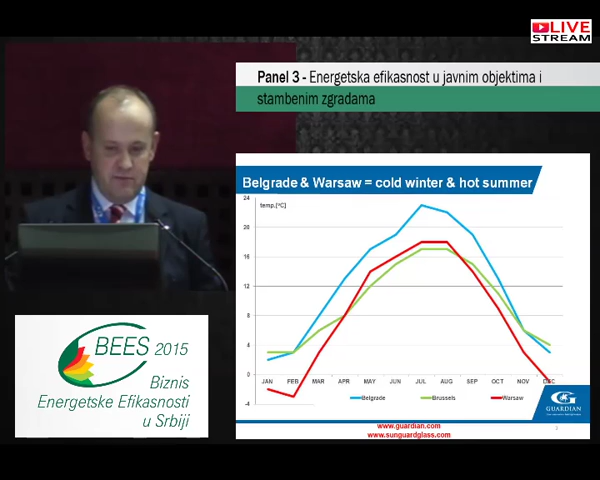 LIVE
STREAM
Panel 3 - Energetska efikasnost u javnim objektima i
stambenim zgradama
Belgrade & Warsaw = cold winter & hot summer
temp.[°C]
24
20
16
12
8
4
0
-4
JAN FEB MAR APR MAY JUN JUL AUG SEP OCT NOV DEC
Belgrade Brussels Warsaw
GUARDIAN
www.guardian.com
www.sunguardglass.com
BEES 2015
Biznis
Energetske Efikasnosti
u Srbiji